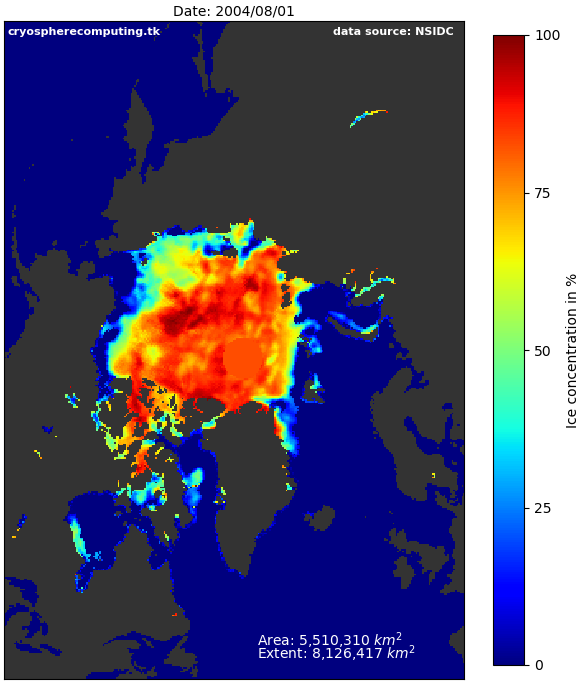 Date: 2004/08/01
cryospherecomputing.tk
data source: NSIDC
100
75
50
25
0
Ice concentration in %
Area: 5,510,310 km²
Extent: 8,126,417 km²